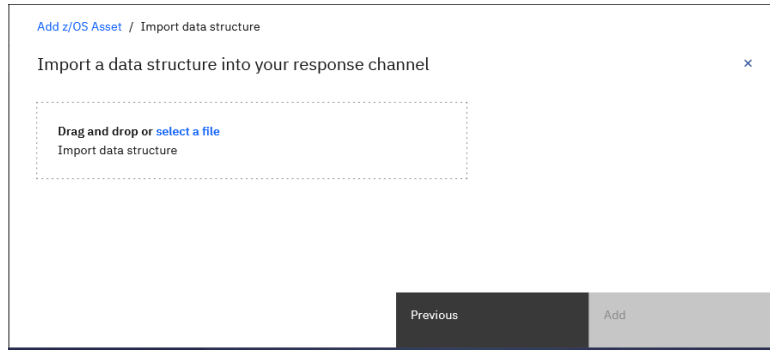 Add z/OS Asset / Import data structure
Import a data structure into your response channel
Drag and drop or select a file
Import data structure
Previous
Add